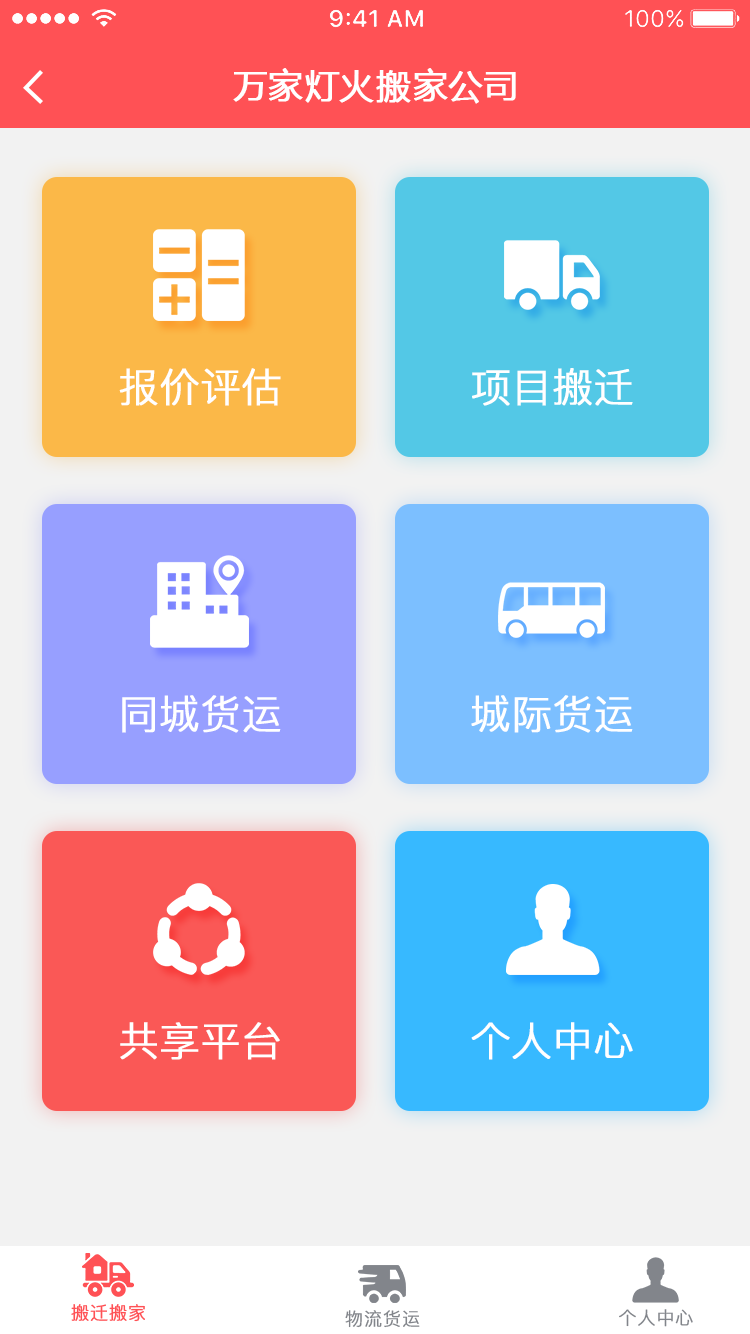 9:41 AM 100%
万家灯火搬家公司
报价评估 项目搬迁
同城货运 城际货运
共享平台 个人中心
搬迁搬家 物流货运 个人中心